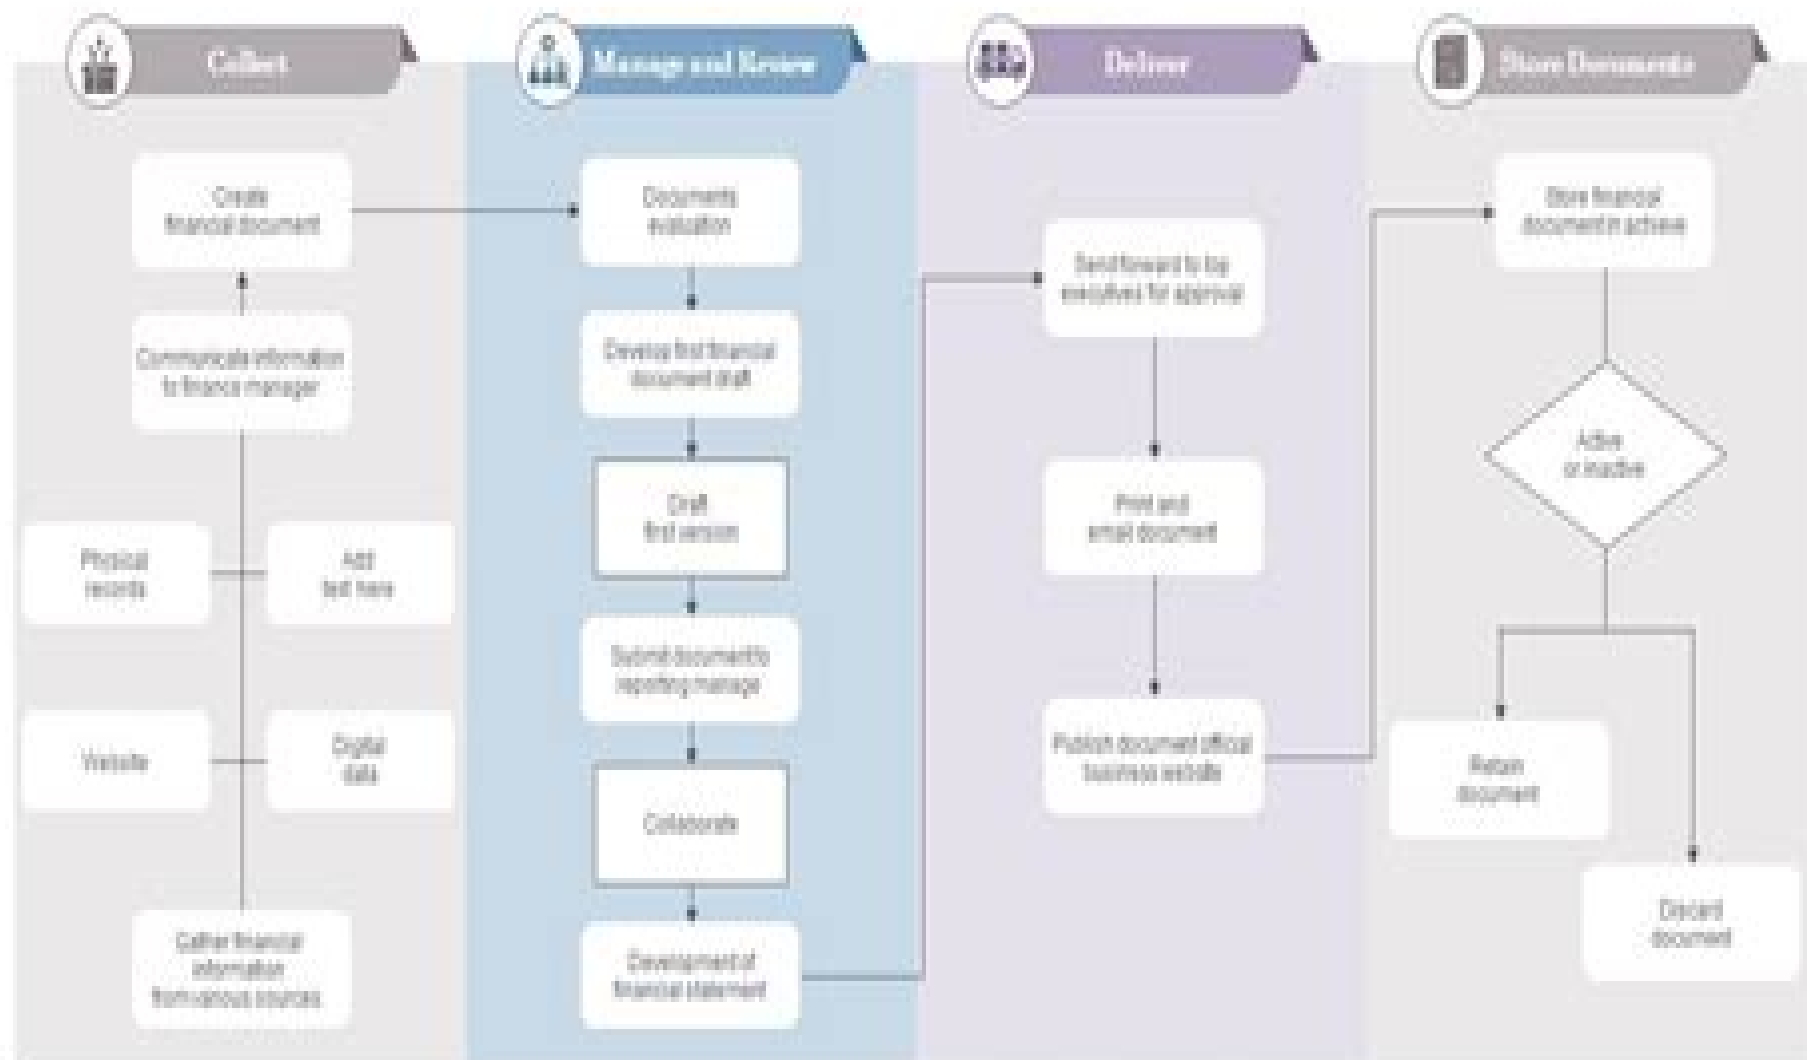 Collect
Create
financial document
Communicate information
to finance manager
Physical
records
Add
text here
Website
Digital
data
Gather financial
information
from various sources
Manage and Review
Documents
evaluation
Develop first financial
document draft
Draft
first version
Submit document to
reporting manage
Collaborate
Development of
financial statement
Deliver
Send forward to top
executives for approval
Print and
email document
Publish document official
business website
Store Documents
Store financial
document in achieve
Active
or inactive
Retain
document
Discard
document